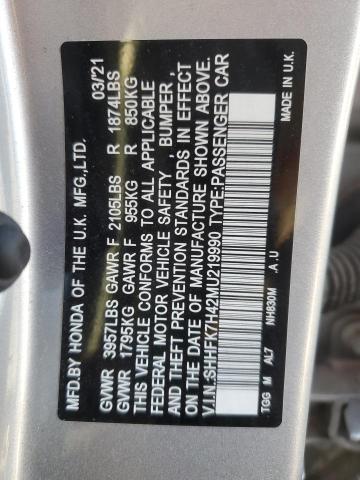 MFD.BY HONDA OF THE U.K. MFG.,LTD. 03/'21
GVWR 3957LBS GAWR F 2105LBS R 1874LBS
GVWR 1795KG GAWR F 955KG R 850KG
THIS VEHICLE CONFORMS TO ALL APPLICABLE
FEDERAL MOTOR VEHICLE SAFETY , BUMPER ,
AND THEFT PREVENTION STANDARDS IN EFFECT
ON THE DATE OF MANUFACTURE SHOWN ABOVE.
V.I.N.:SHHFK7H42MU219990 TYPE:PASSENGER CAR
TGG M AL7 NH830M A U MADE IN U.K.